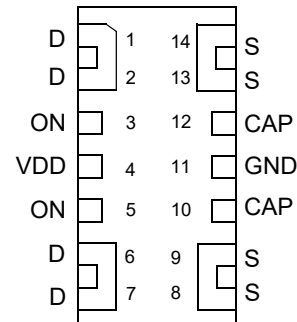 D 1 14 S
D 2 13 S
ON 3 12 CAP
VDD 4 11 GND
ON 5 10 CAP
D 6 9 S
D 7 8 S